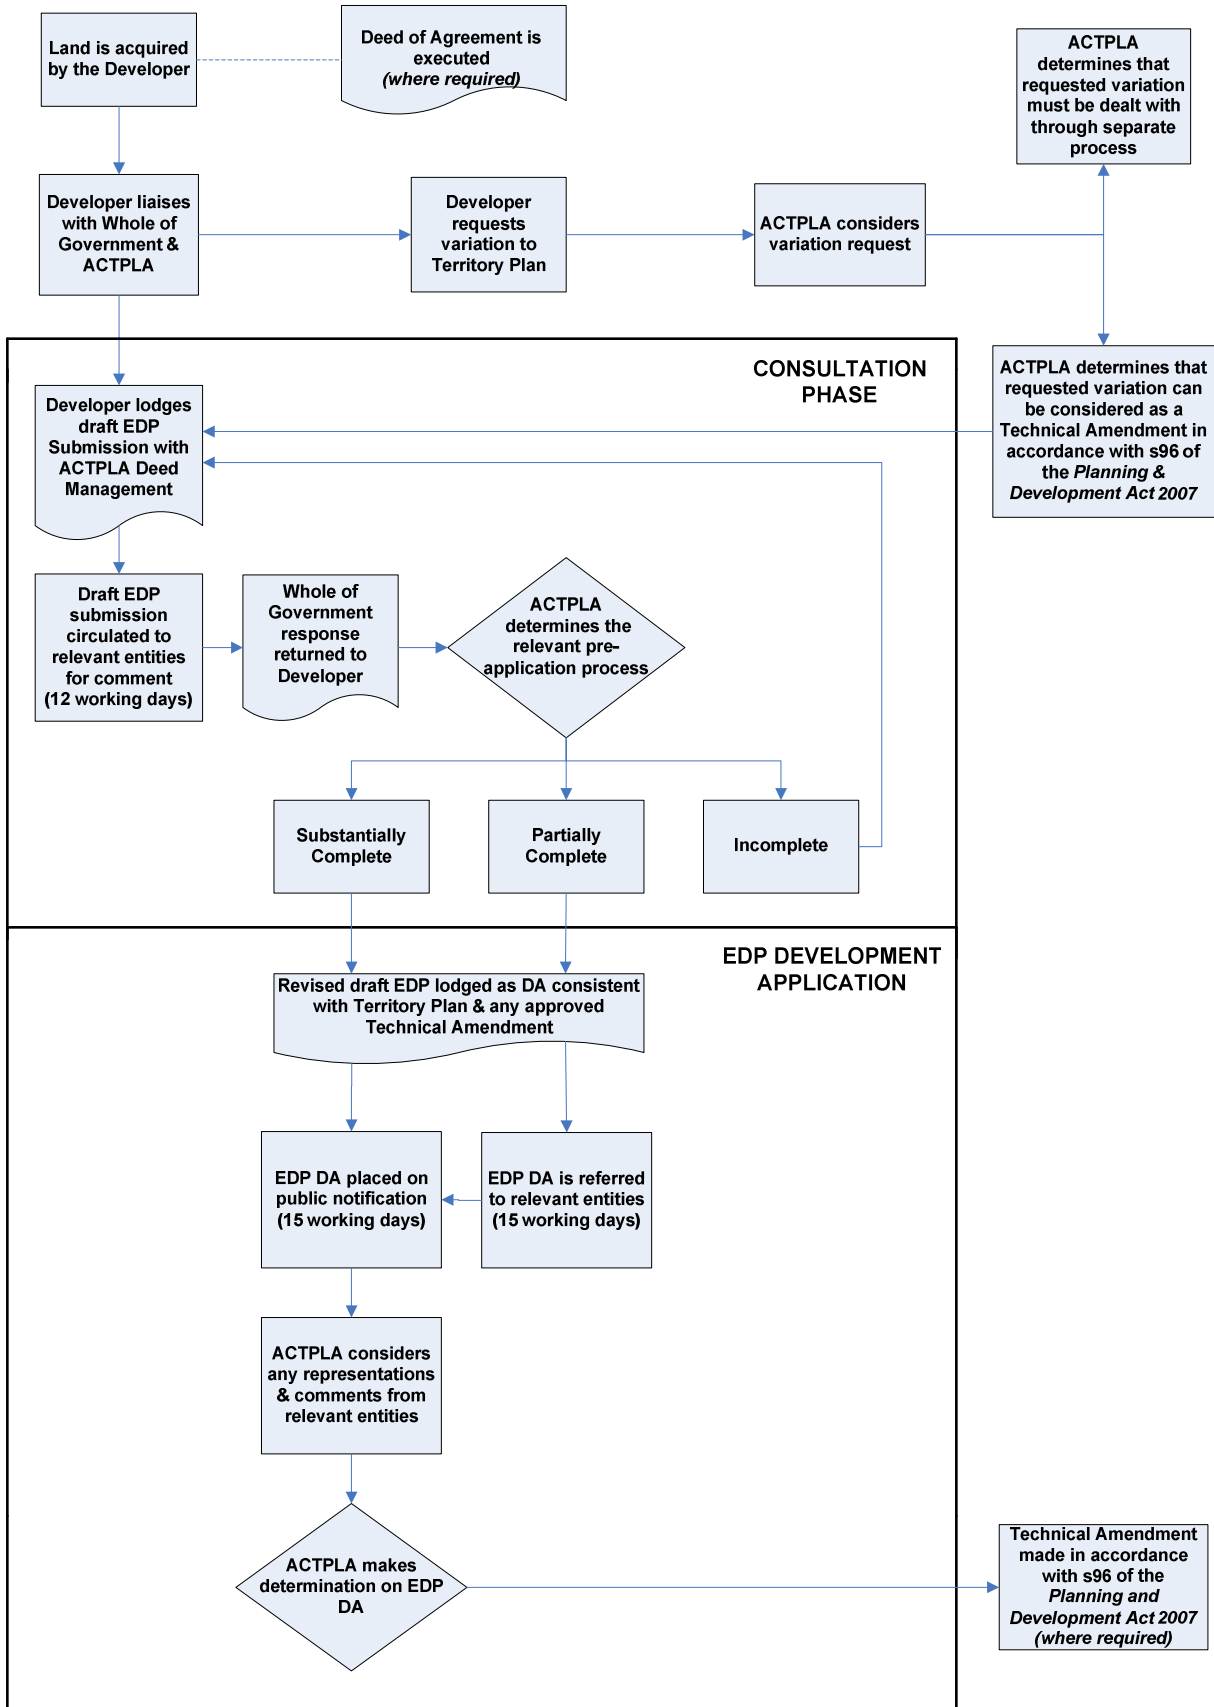 Land is acquired
by the Developer
Deed of Agreement is
executed
(where required)
ACTPLA
determines that
requested variation
must be dealt with
through separate
process
Developer liaises
with Whole of
Government &
ACTPLA
Developer
requests
variation to
Territory Plan
ACTPLA considers
variation request
CONSULTATION
PHASE
ACTPLA determines that
requested variation can
be considered as a
Technical Amendment in
accordance with s96 of
the Planning &
Development Act 2007
Developer lodges
draft EDP
Submission with
ACTPLA Deed
Management
Draft EDP
submission
circulated to
relevant entities
for comment
(12 working days)
Whole of
Government
response
returned to
Developer
ACTPLA
determines the
relevant pre-
application process
Substantially
Complete
Partially
Complete
Incomplete
EDP DEVELOPMENT
APPLICATION
Revised draft EDP lodged as DA consistent
with Territory Plan & any approved
Technical Amendment
EDP DA placed on
public notification
(15 working days)
EDP DA is referred
to relevant entities
(15 working days)
ACTPLA considers
any representations
& comments from
relevant entities
ACTPLA makes
determination on EDP
DA
Technical Amendment
made in accordance
with s96 of the
Planning and
Development Act 2007
(where required)